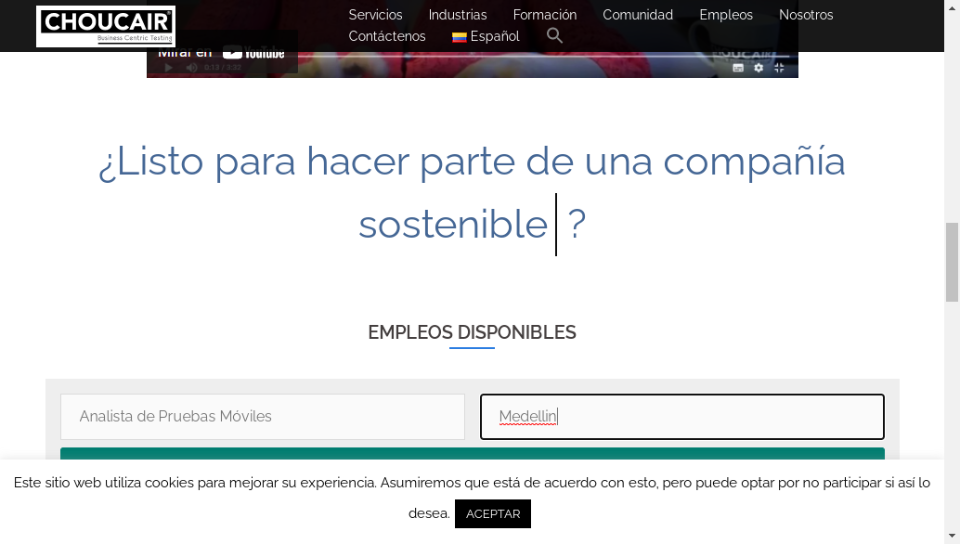 CHOUCAIR
Business Centric Testing
Servicios Industrias Formación Comunidad Empleos Nosotros
Contáctenos Español
Mirar en YouTube
0:13 / 3:02
¿Listo para hacer parte de una compañía
sostenible ?
EMPLEOS DISPONIBLES
Analista de Pruebas Móviles
Medellin
Este sitio web utiliza cookies para mejorar su experiencia. Asumiremos que está de acuerdo con esto, pero puede optar por no participar si así lo
desea. ACEPTAR